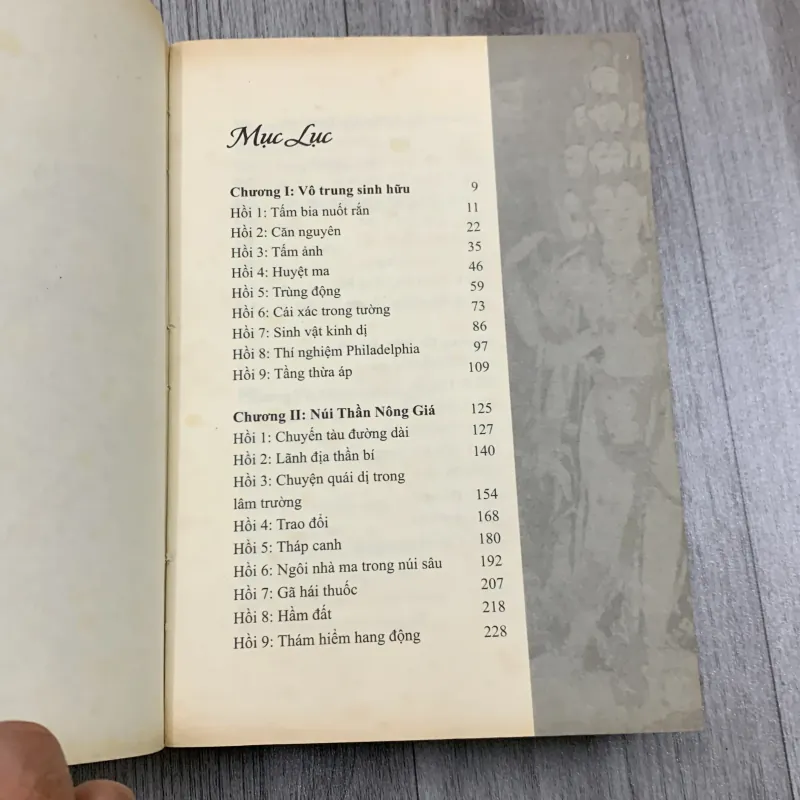 Mục Lục
Chương I: Vô trung sinh hữu 9
Hồi 1: Tấm bia nuốt rắn 11
Hồi 2: Căn nguyên 22
Hồi 3: Tấm ảnh 35
Hồi 4: Huyệt ma 46
Hồi 5: Trùng động 59
Hồi 6: Cái xác trong tường 73
Hồi 7: Sinh vật kinh dị 86
Hồi 8: Thí nghiệm Philadelphia 97
Hồi 9: Tầng thừa áp 109
Chương II: Núi Thần Nông Giá 125
Hồi 1: Chuyến tàu đường dài 127
Hồi 2: Lãnh địa thần bí 140
Hồi 3: Chuyện quái dị trong
lâm trường 154
Hồi 4: Trao đổi 168
Hồi 5: Tháp canh 180
Hồi 6: Ngôi nhà ma trong núi sâu 192
Hồi 7: Gã hái thuốc 207
Hồi 8: Hầm đất 218
Hồi 9: Thám hiểm hang động 228